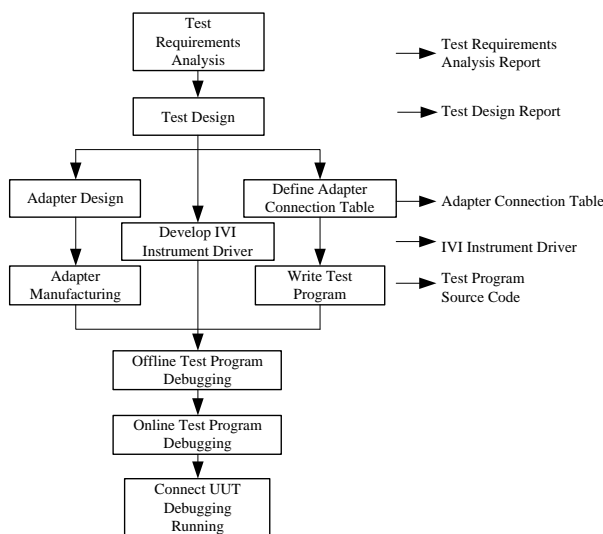 Test
Requirements
Analysis
Test Requirements
Analysis Report
Test Design
Test Design Report
Adapter Design
Define Adapter
Connection Table
Adapter Connection Table
Develop IVI
Instrument Driver
IVI Instrument Driver
Adapter
Manufacturing
Write Test
Program
Test Program
Source Code
Offline Test Program
Debugging
Online Test Program
Debugging
Connect UUT
Debugging
Running